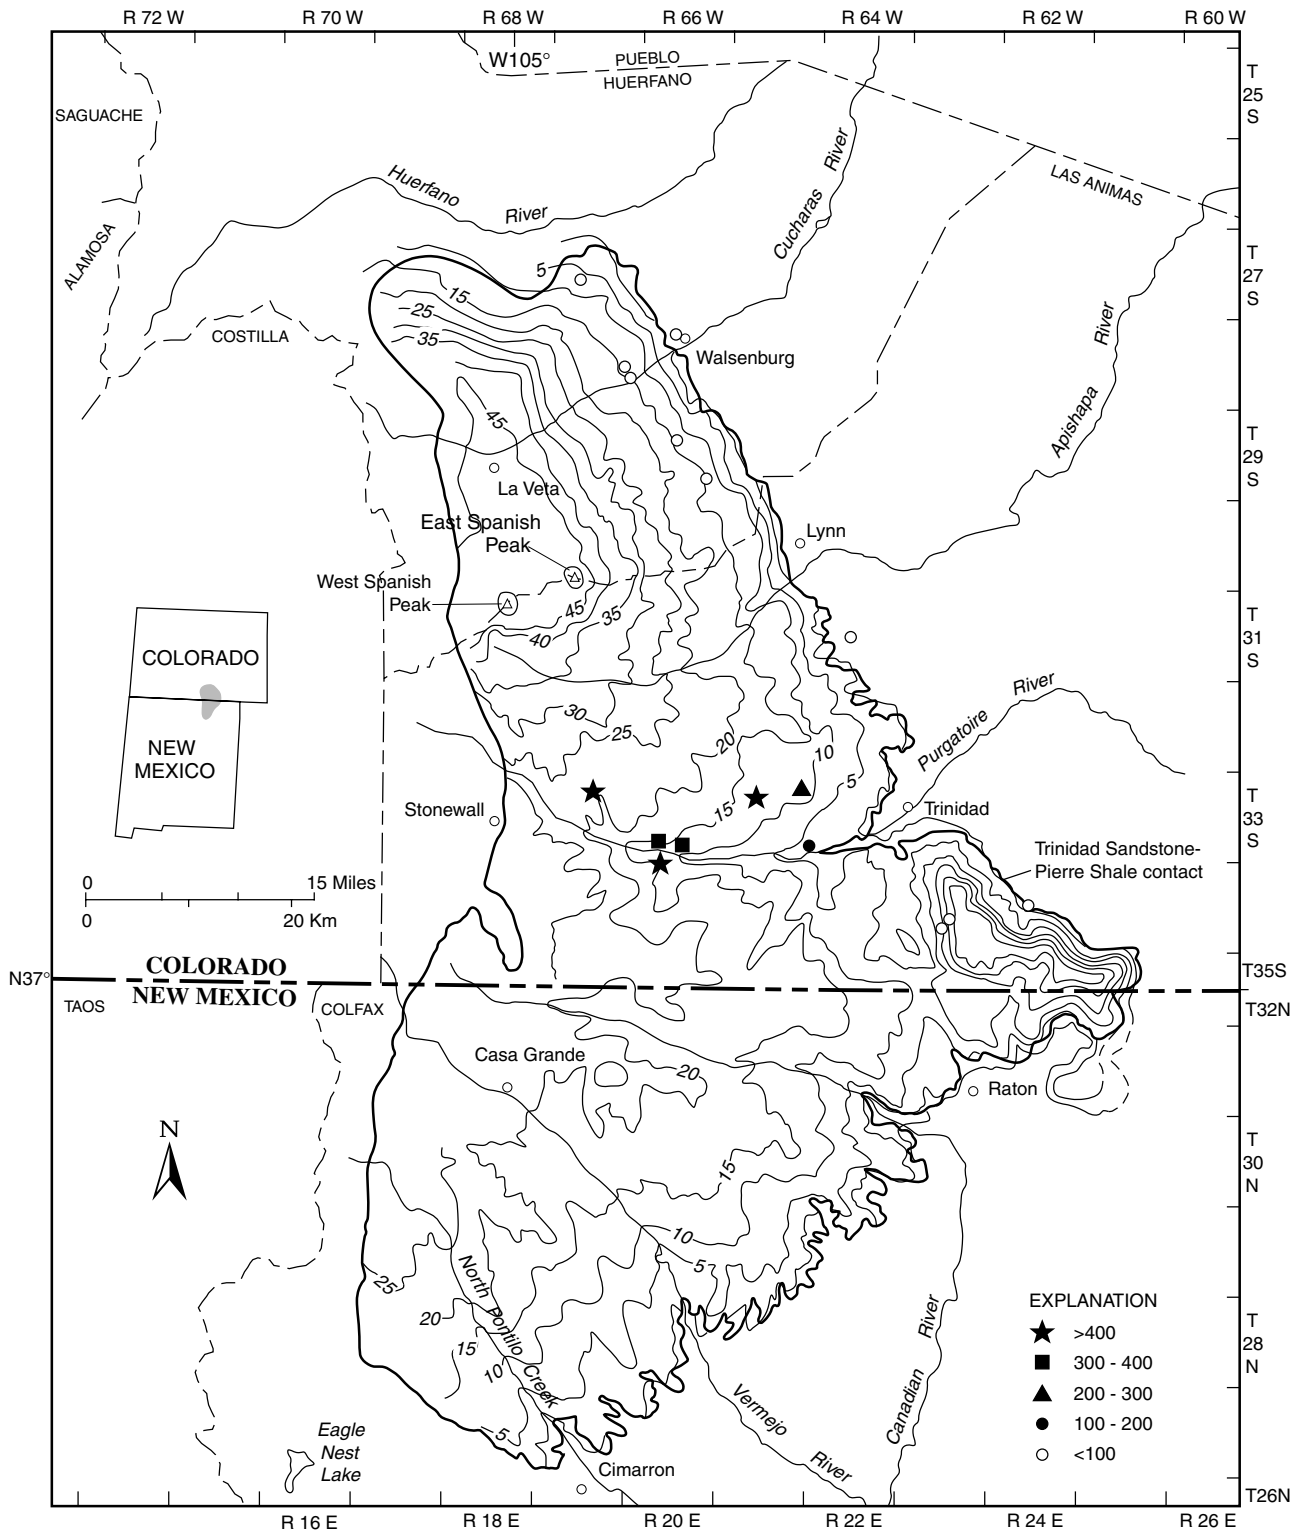 R 72 W R 70 W R 68 W R 66 W R 64 W R 62 W R 60 W
W105°
PUEBLO
HUERFANO
T
25
S
SAGUACHE
LAS ANIMAS
Huerfano
River
Cucharas River
ALAMOSA
T
27
S
5
15
25
35
COSTILLA
Walsenburg
Apishapa River
45
T
29
S
La Veta
East Spanish
Peak
Lynn
West Spanish
Peak
45
35
40
T
31
S
COLORADO
NEW
MEXICO
30
25
20
10
5
15
Purgatoire River
Stonewall
Trinidad
T
33
S
Trinidad Sandstone-
Pierre Shale contact
0 15 Miles
0 20 Km
N37°
COLORADO
NEW MEXICO
T35S
T32N
TAOS
COLFAX
Casa Grande
20
Raton
N
T
30
N
15
10
5
25
North Pontilo Creek
20
15
10
5
Vermejo River
Canadian River
T
28
N
EXPLANATION
>400
300 - 400
200 - 300
100 - 200
<100
Eagle
Nest
Lake
Cimarron
T26N
R 16 E R 18 E R 20 E R 22 E R 24 E R 26 E